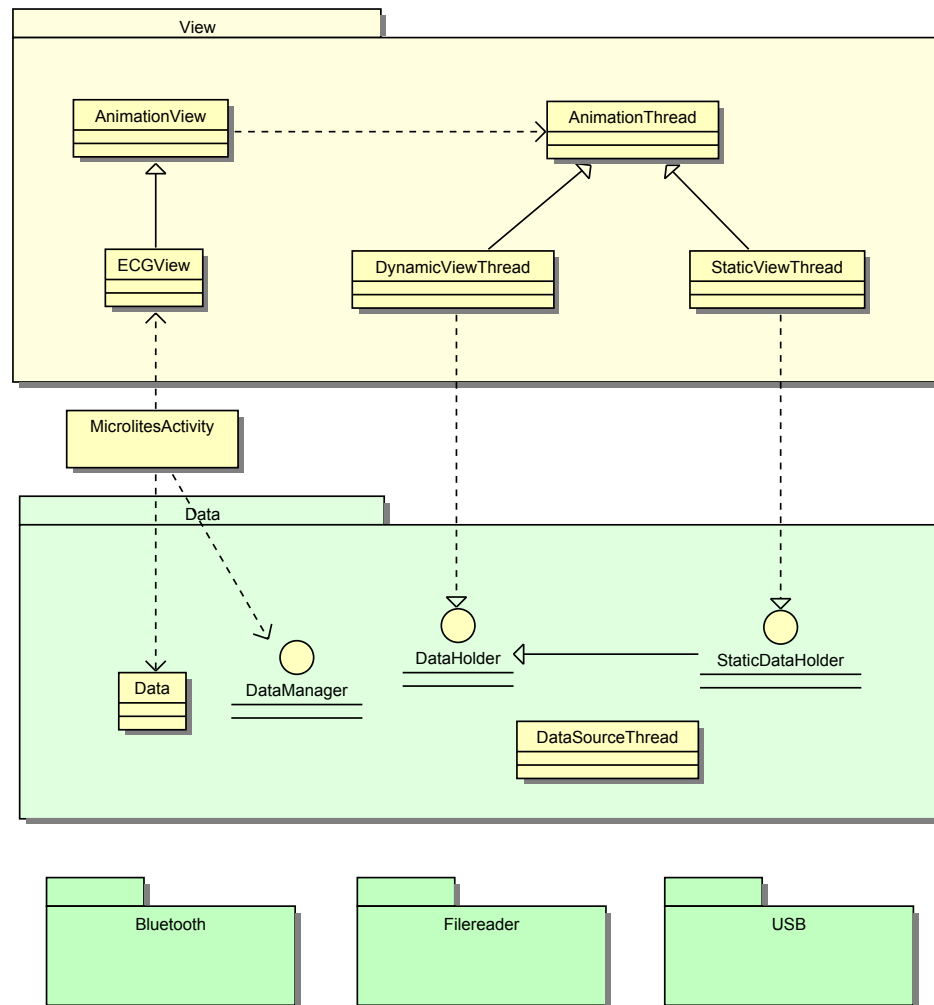 View
AnimationView
AnimationThread
ECGView
DynamicViewThread
StaticViewThread
MicrolitesActivity
Data
DataHolder
StaticDataHolder
Data
DataManager
DataSourceThread
Bluetooth
Filereader
USB